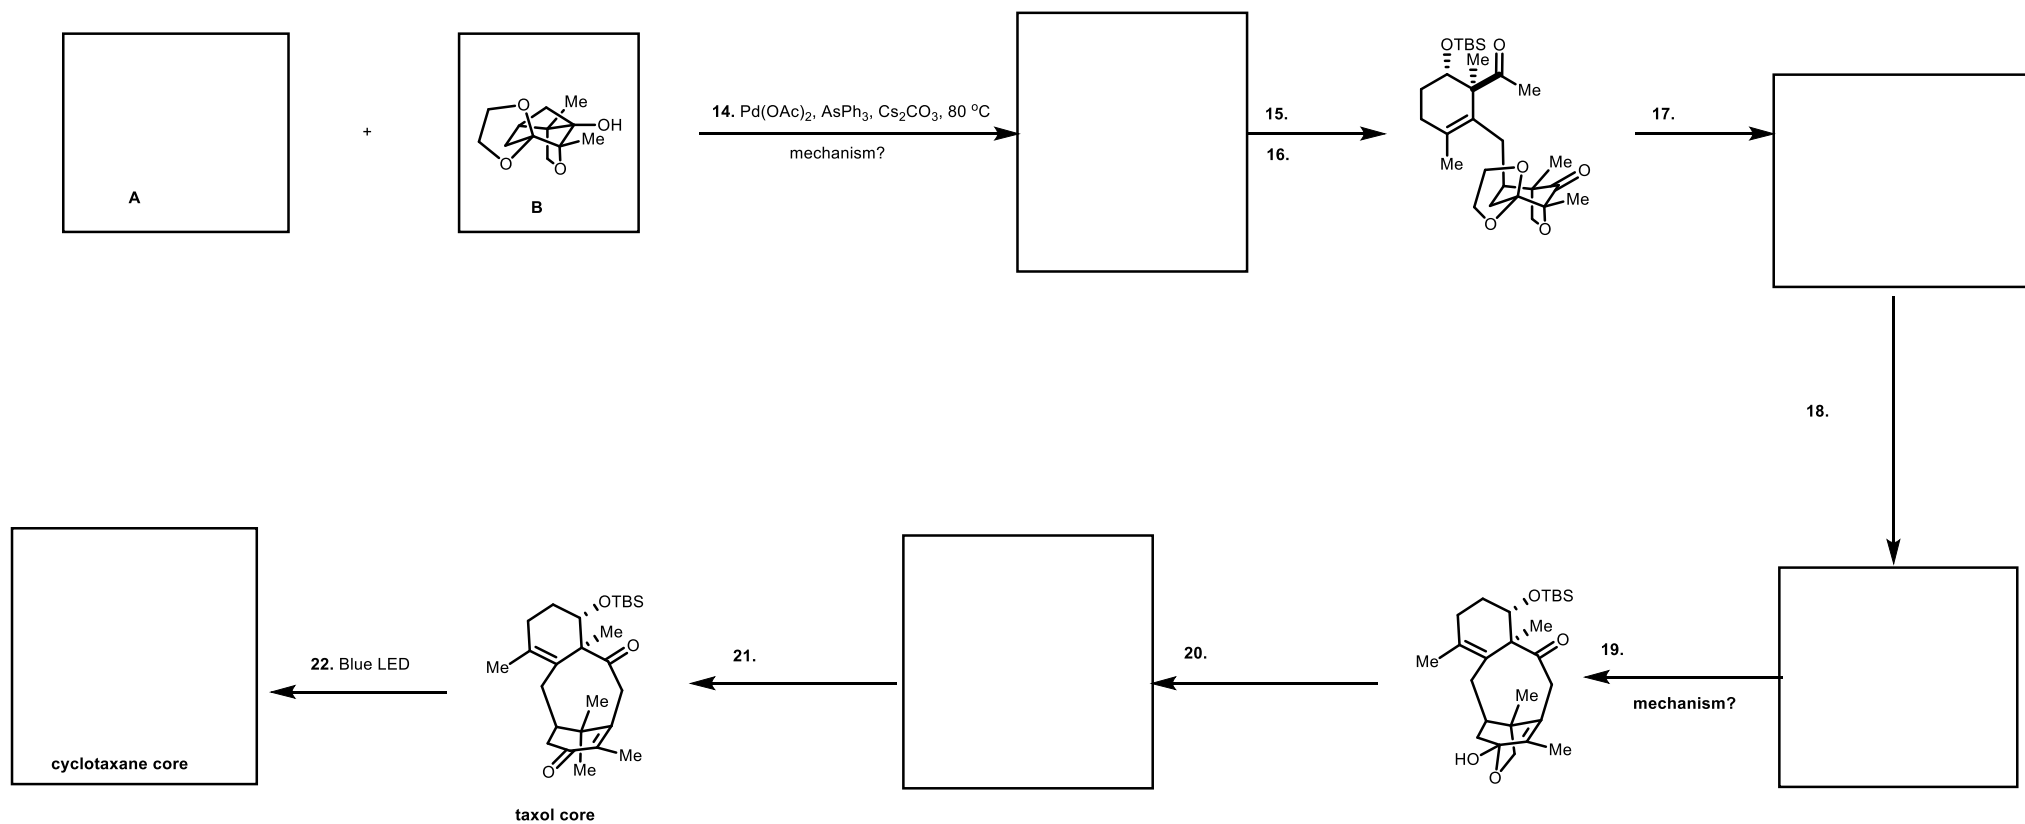 O
Me
OH
Me
O
O
A
+
B
14. Pd(OAc)2, AsPh3, Cs2CO3, 80 oC
mechanism?
15.
16.
OTBS
O
Me
Me
Me
O
Me
O
Me
O
O
17.
18.
OTBS
Me
O
Me
Me
HO
Me
O
19.
mechanism?
20.
21.
OTBS
Me
O
Me
Me
Me
O
Me
taxol core
22. Blue LED
cyclotaxane core